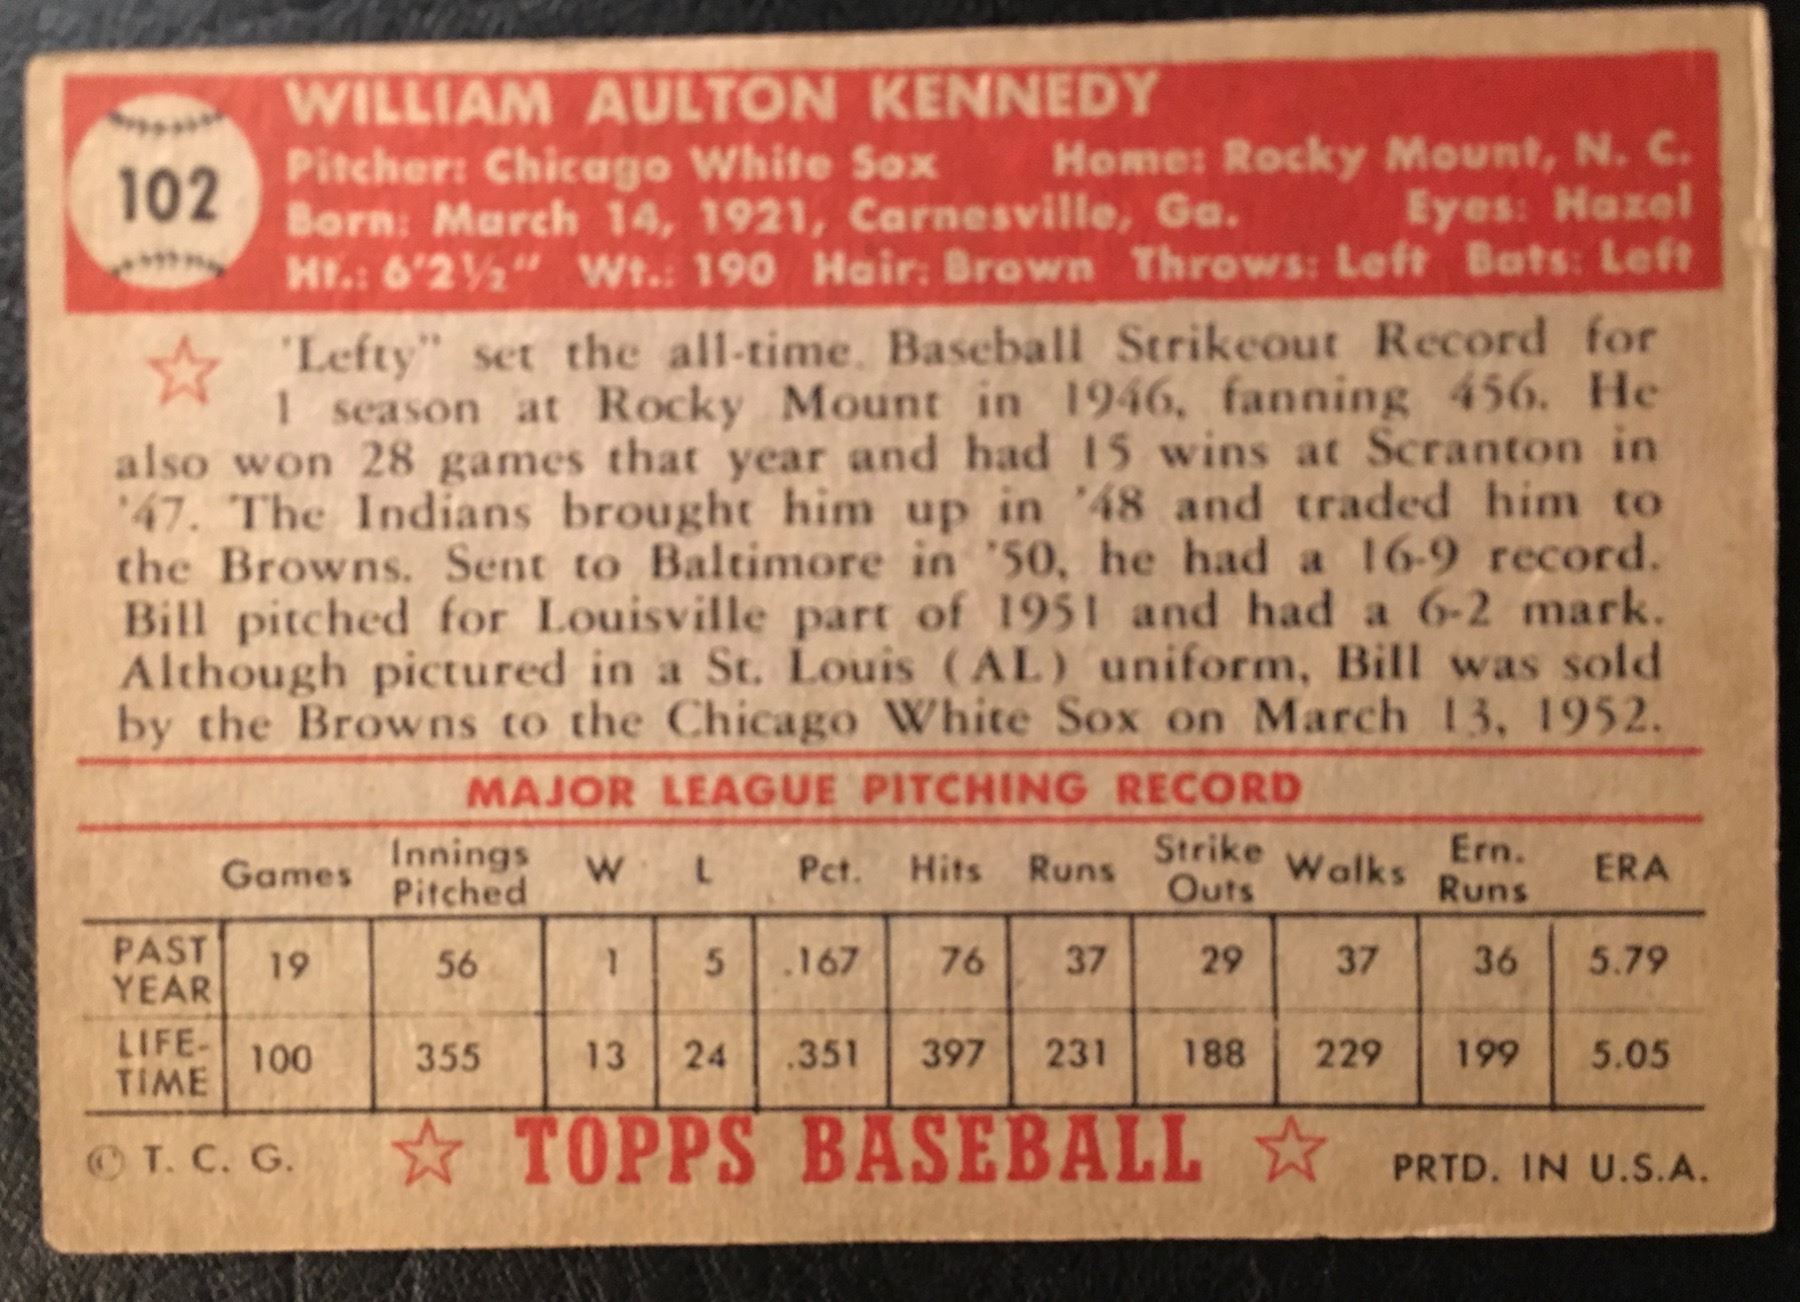 102
WILLIAM AULTON KENNEDY
Pitcher: Chicago White Sox Home: Rocky Mount, N. C.
Born: March 14, 1921, Carnesville, Ga. Eyes: Hazel
Ht.: 6'2½" Wt.: 190 Hair: Brown Throws: Left Bats: Left
'Lefty" set the all-time. Baseball Strikeout Record for
1 season at Rocky Mount in 1946, fanning 456. He
also won 28 games that year and had 15 wins at Scranton in
'47. The Indians brought him up in '48 and traded him to
the Browns. Sent to Baltimore in '50, he had a 16-9 record.
Bill pitched for Louisville part of 1951 and had a 6-2 mark.
Although pictured in a St. Louis (AL) uniform, Bill was sold
by the Browns to the Chicago White Sox on March 13, 1952.
MAJOR LEAGUE PITCHING RECORD
Games Innings Pitched W L Pct. Hits Runs Strike Outs Walks Ern. Runs ERA
PAST YEAR 19 56 1 5 .167 76 37 29 37 36 5.79
LIFE-TIME 100 355 13 24 .351 397 231 188 229 199 5.05
© T. C. G. TOPPS BASEBALL PRTD. IN U.S.A.